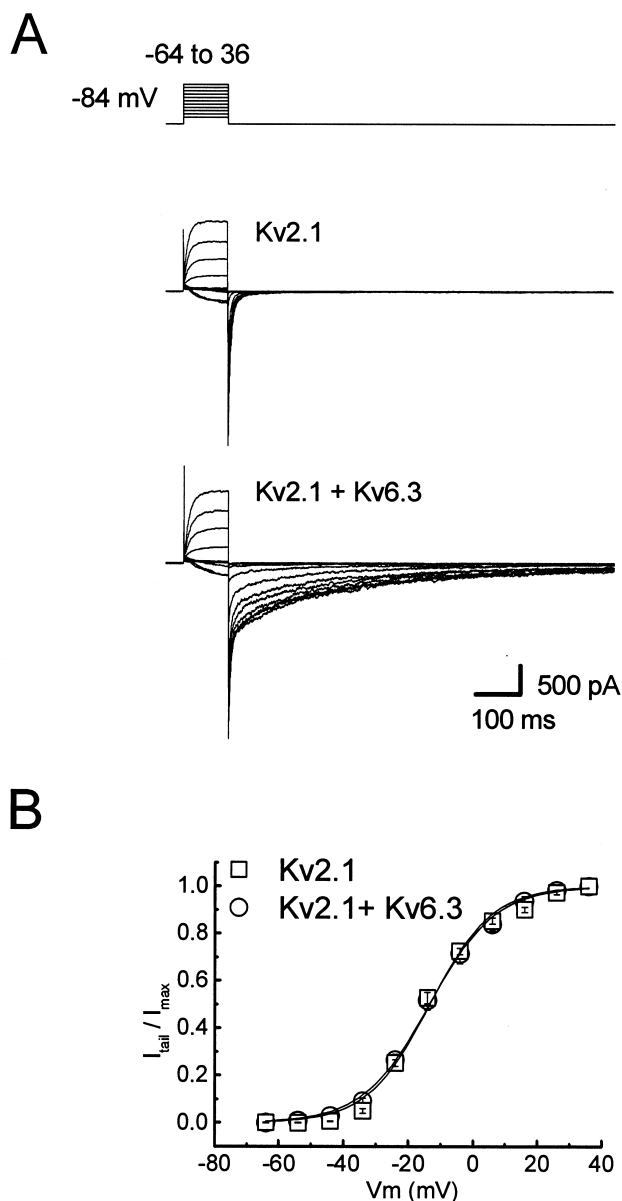 A
-64 to 36
-84 mV
Kv2.1
Kv2.1 + Kv6.3
500 pA
100 ms
B
Kv2.1
Kv2.1+ Kv6.3
Itail / Imax
1.0
0.8
0.6
0.4
0.2
0.0
-80 -60 -40 -20 0 20 40
Vm (mV)